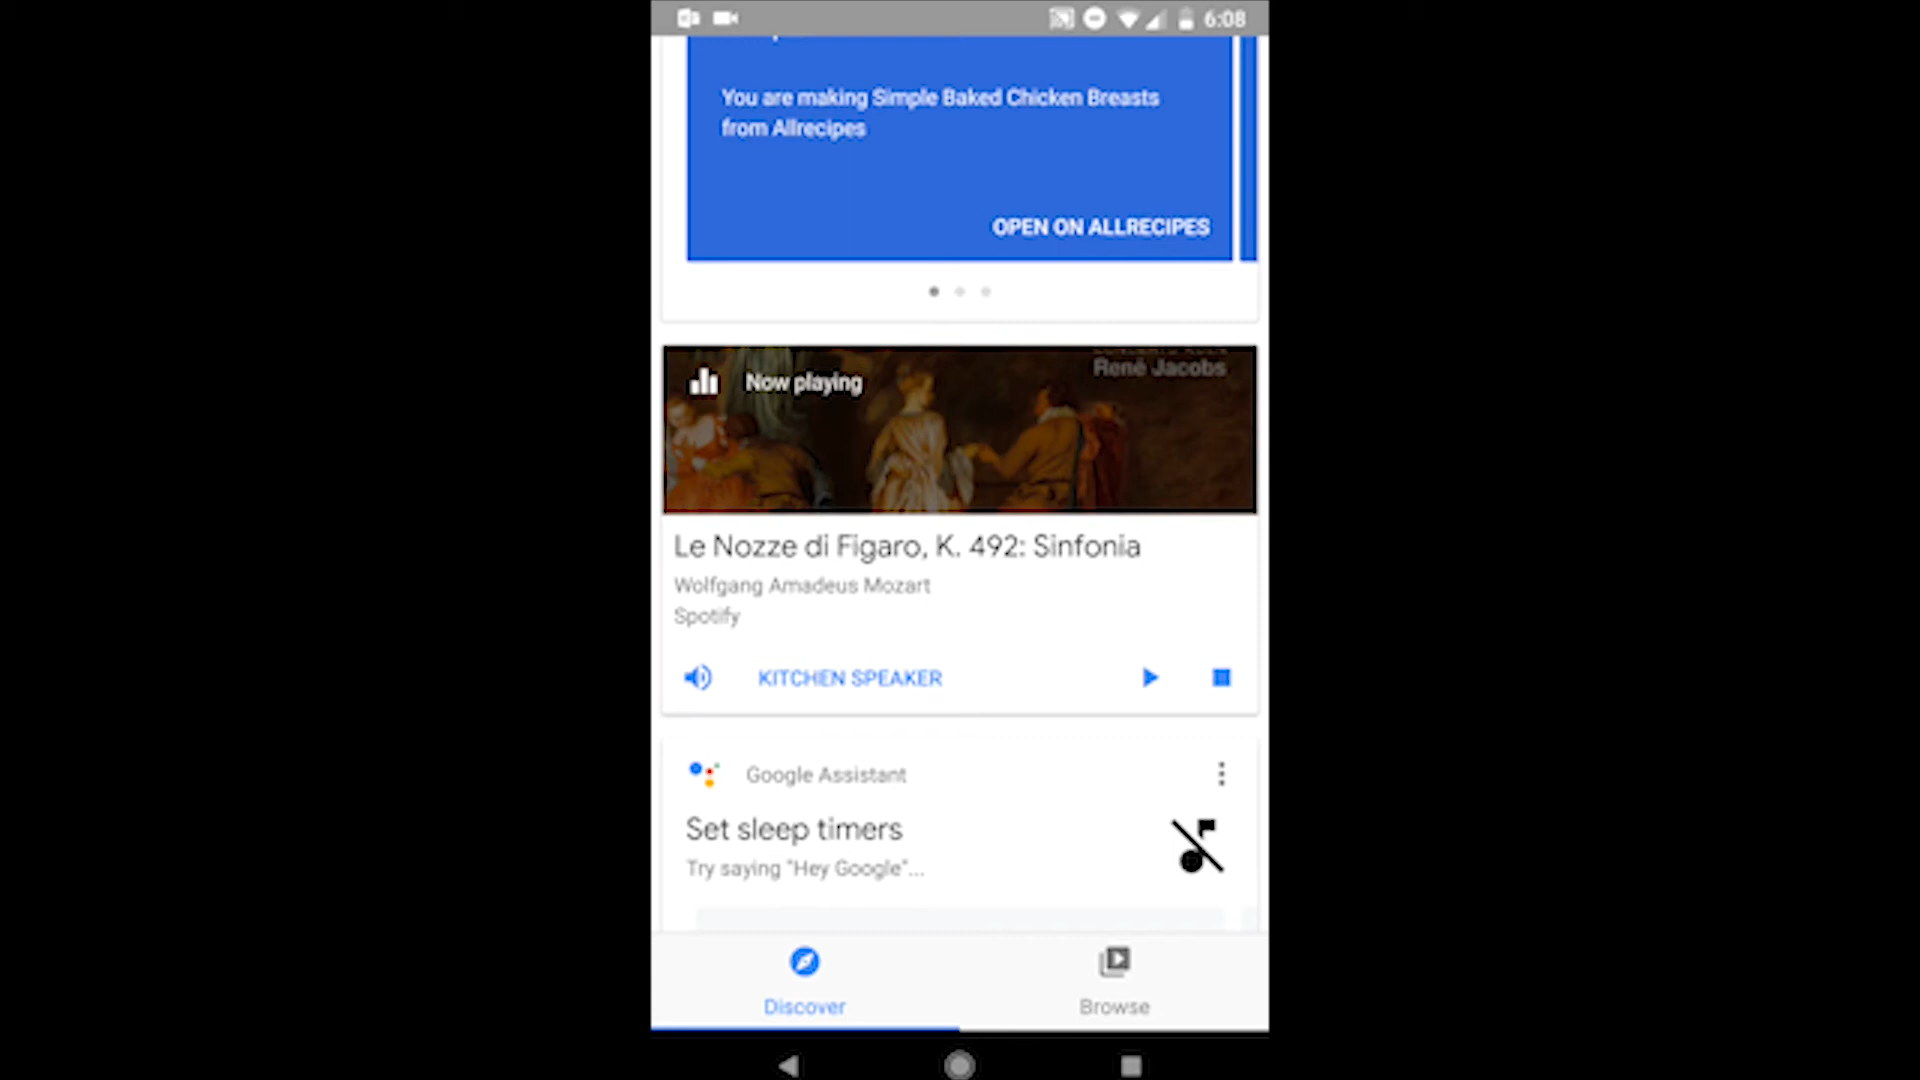 6:08
You are making Simple Baked Chicken Breasts
from Allrecipes
OPEN ON ALLRECIPES
René Jacobs
Now playing
Le Nozze di Figaro, K. 492: Sinfonia
Wolfgang Amadeus Mozart
Spotify
KITCHEN SPEAKER
Google Assistant
Set sleep timers
Try saying "Hey Google"...
Discover
Browse